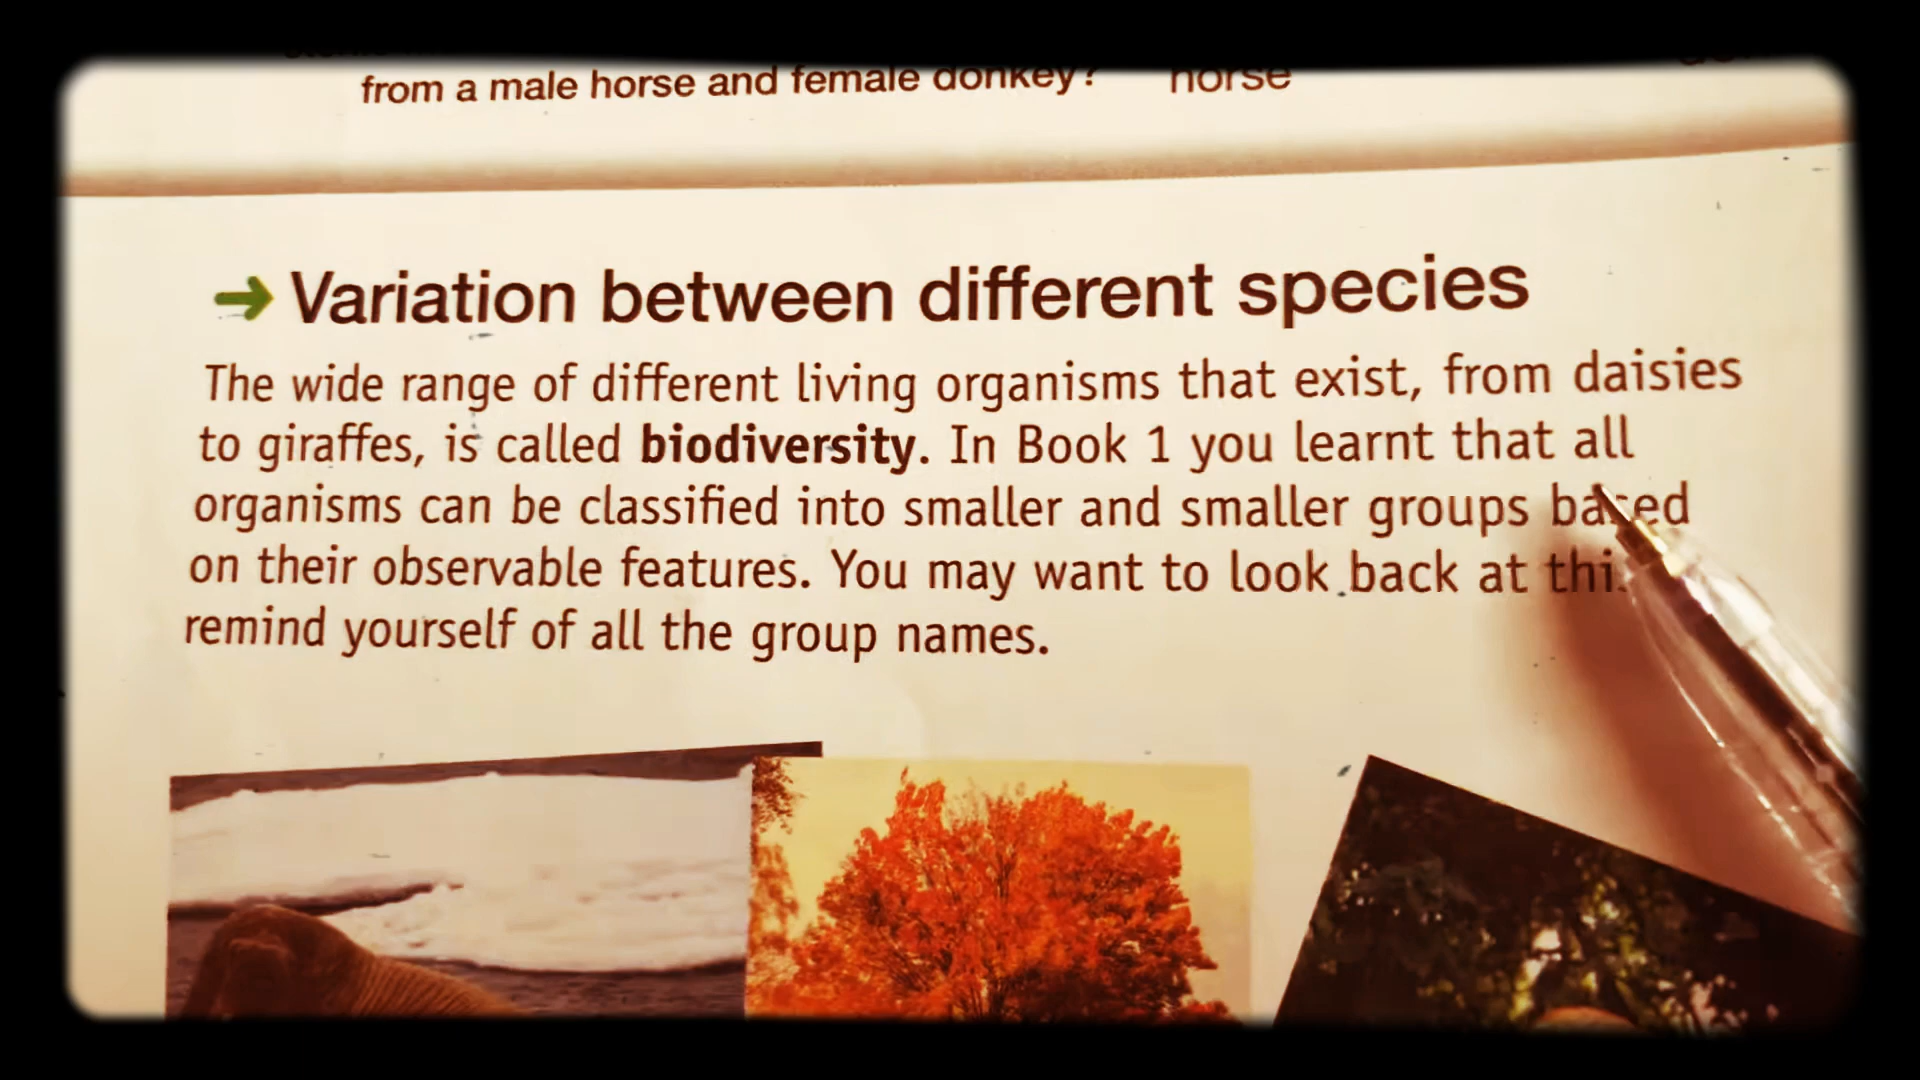 from a male horse and female donkey?
horse
→ Variation between different species
The wide range of different living organisms that exist, from daisies
to giraffes, is called biodiversity. In Book 1 you learnt that all
organisms can be classified into smaller and smaller groups based
on their observable features. You may want to look back at
remind yourself of all the group names.